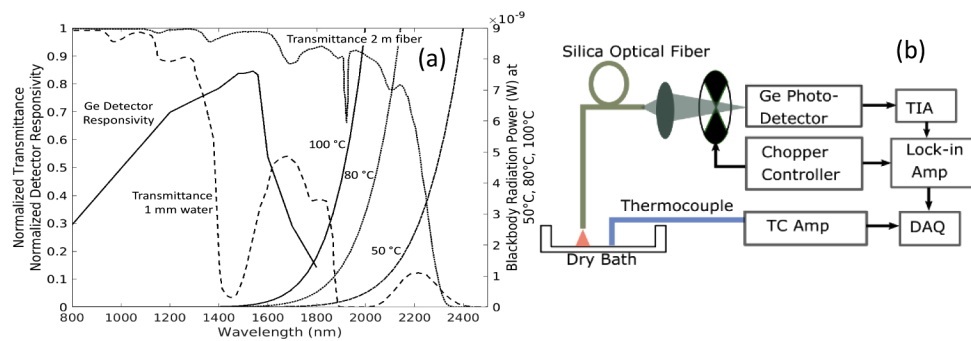 (a)
Normalized Transmittance
Normalized Detector Responsivity
1
0.9
0.8
0.7
0.6
0.5
0.4
0.3
0.2
0.1
0
×10⁻⁹
9
8
7
6
5
4
3
2
1
0
Blackbody Radiation Power (W) at
50°C, 80°C, 100°C
Transmittance 2 m fiber
Ge Detector
Responsivity
Transmittance
1 mm water
100 °C
80 °C
50 °C
800 1000 1200 1400 1600 1800 2000 2200 2400
Wavelength (nm)
(b)
Silica Optical Fiber
Ge Photo-
Detector
TIA
Chopper
Controller
Lock-in
Amp
Thermocouple
TC Amp
DAQ
Dry Bath